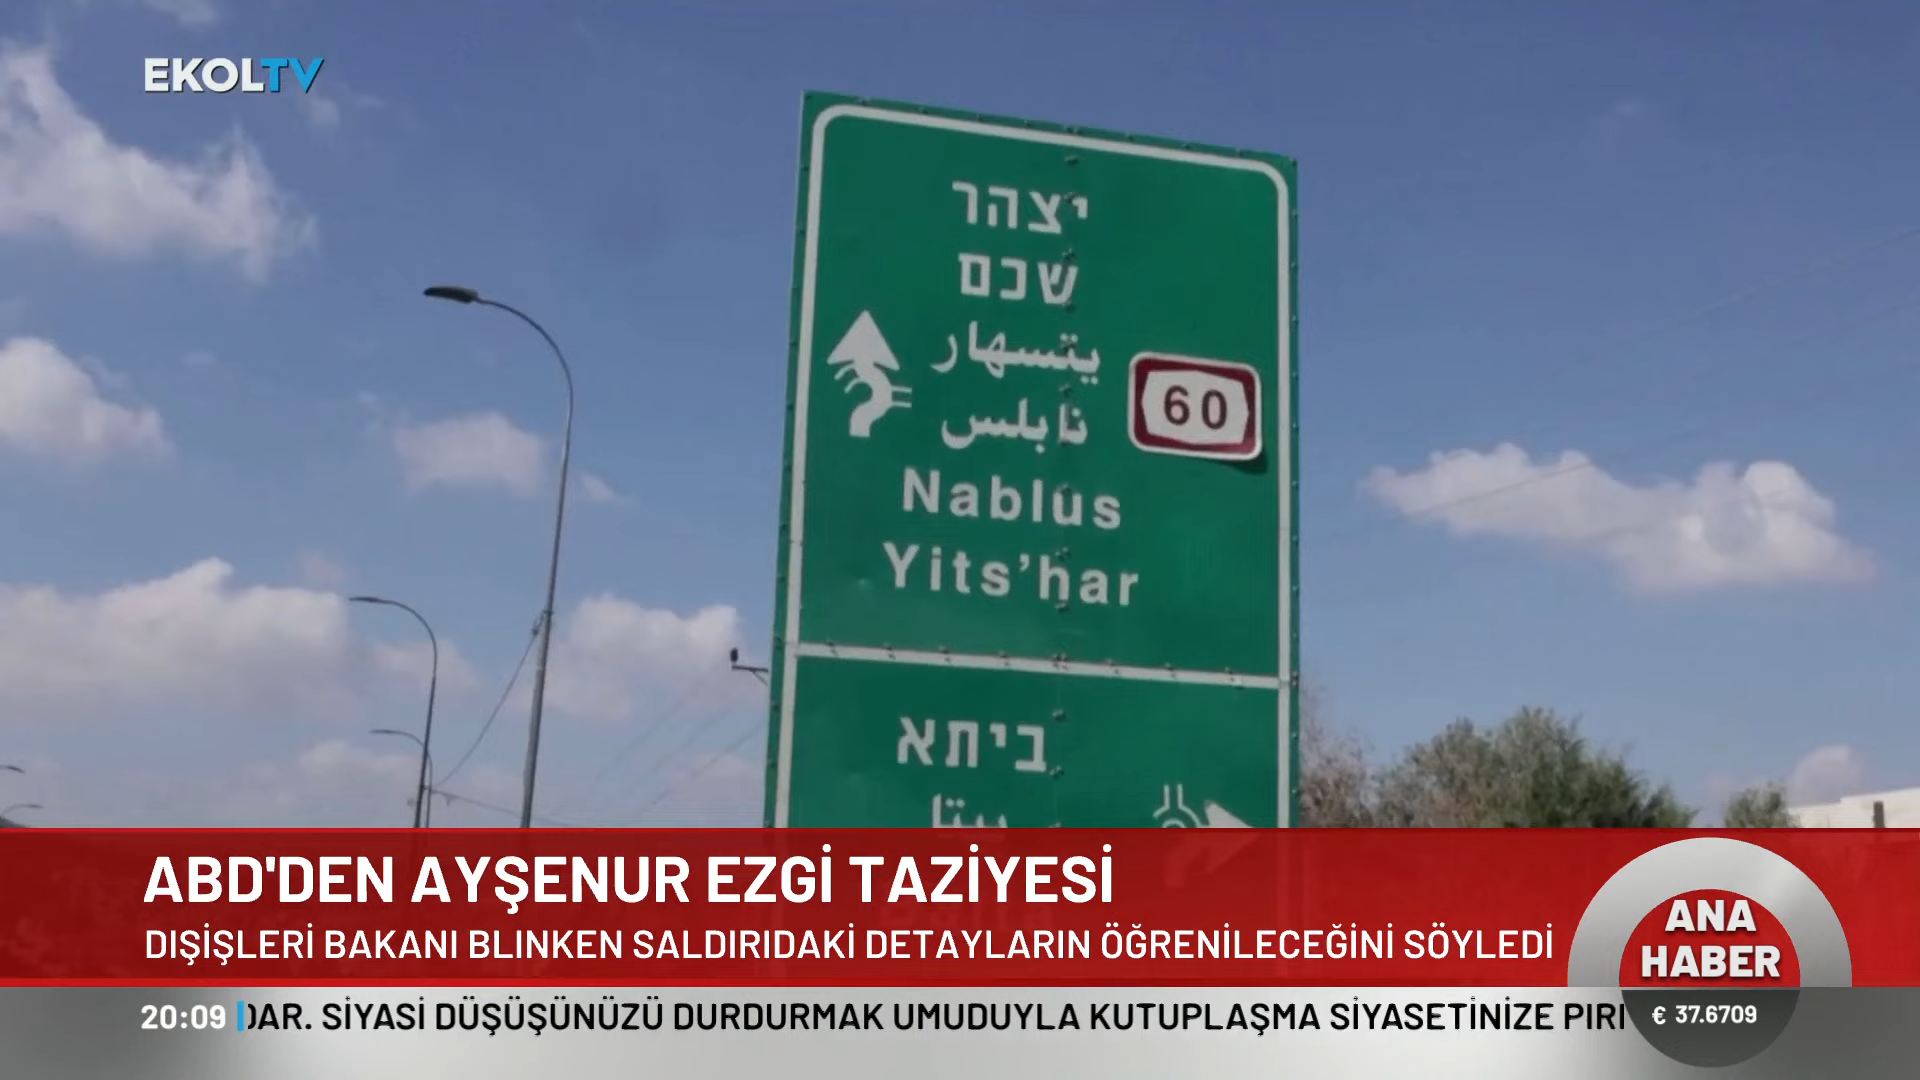 EKOLTV
יצהר
שכם
يتسهار
نابلس
60
Nablus
Yits'har
ביתא
بيتا
ABD'DEN AYŞENUR EZGİ TAZİYESİ
DIŞİŞLERİ BAKANI BLINKEN SALDIRIDAKİ DETAYLARIN ÖĞRENİLECEĞİNİ SÖYLEDİ
ANA
HABER
20:09 DAR. SİYASİ DÜŞÜŞÜNÜZÜ DURDURMAK UMUDUYLA KUTUPLAŞMA SİYASETİNİZE PIRI
€ 37.6709